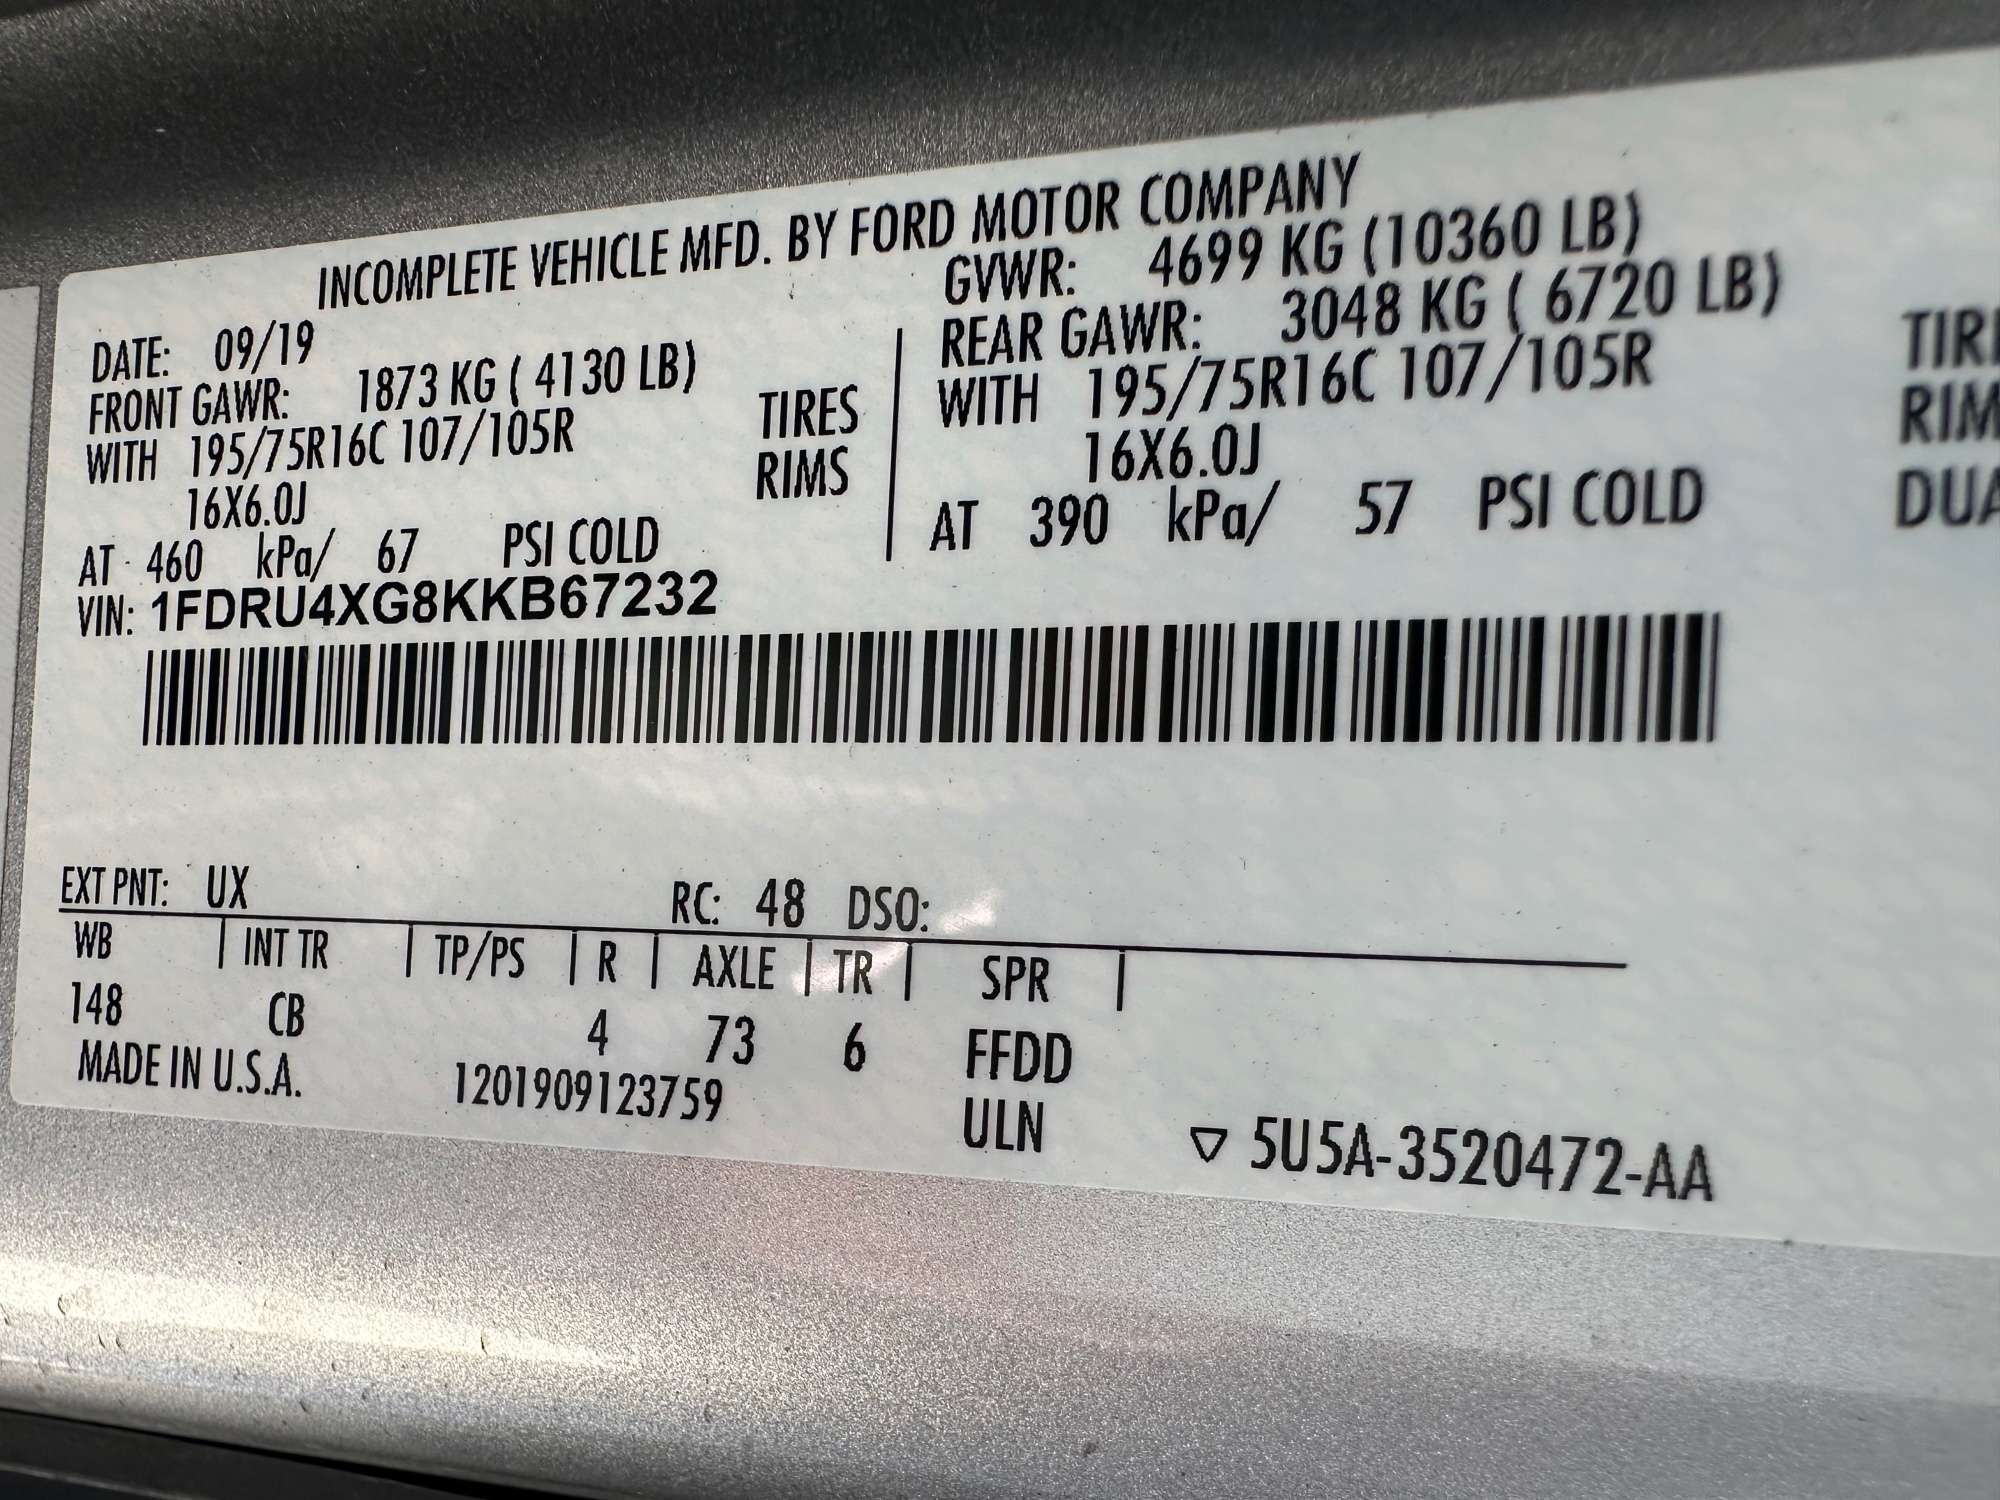 INCOMPLETE VEHICLE MFD. BY FORD MOTOR COMPANY
DATE: 09/19 GVWR: 4699 KG (10360 LB)
FRONT GAWR: 1873 KG ( 4130 LB) REAR GAWR: 3048 KG ( 6720 LB)
WITH 195/75R16C 107/105R TIRES WITH 195/75R16C 107/105R
16X6.0J RIMS 16X6.0J
AT 460 kPa/ 67 PSI COLD AT 390 kPa/ 57 PSI COLD
VIN: 1FDRU4XG8KKB67232
EXT PNT: UX RC: 48 DSO:
WB | INT TR | TP/PS | R | AXLE | TR | SPR |
148 CB 4 73 6 FFDD
MADE IN U.S.A. 1201909123759 ULN ▽ 5U5A-3520472-AA